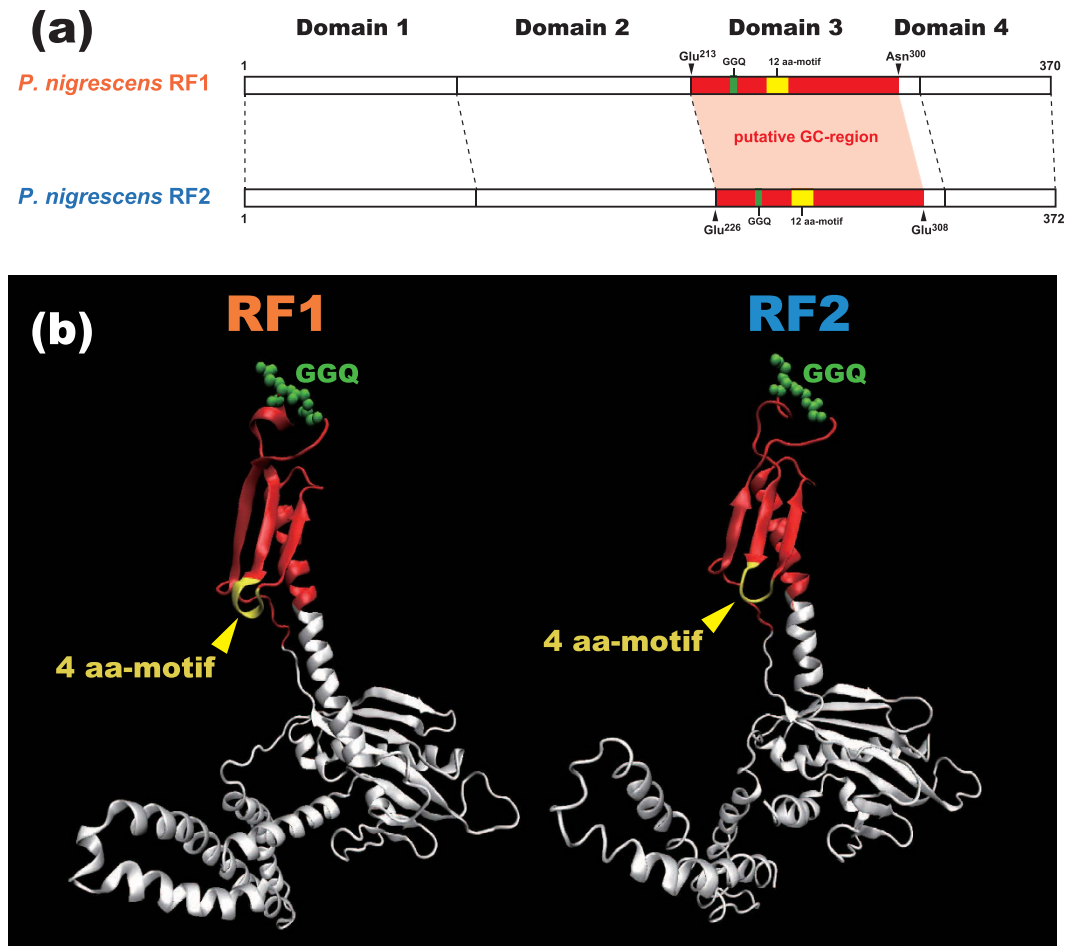 (a)
Domain 1 Domain 2 Domain 3 Domain 4
Glu213 GGQ 12 aa-motif Asn300
1 370
P. nigrescens RF1
putative GC-region
P. nigrescens RF2
1 372
Glu226 GGQ 12 aa-motif Glu308
(b)
RF1 RF2
GGQ GGQ
4 aa-motif 4 aa-motif